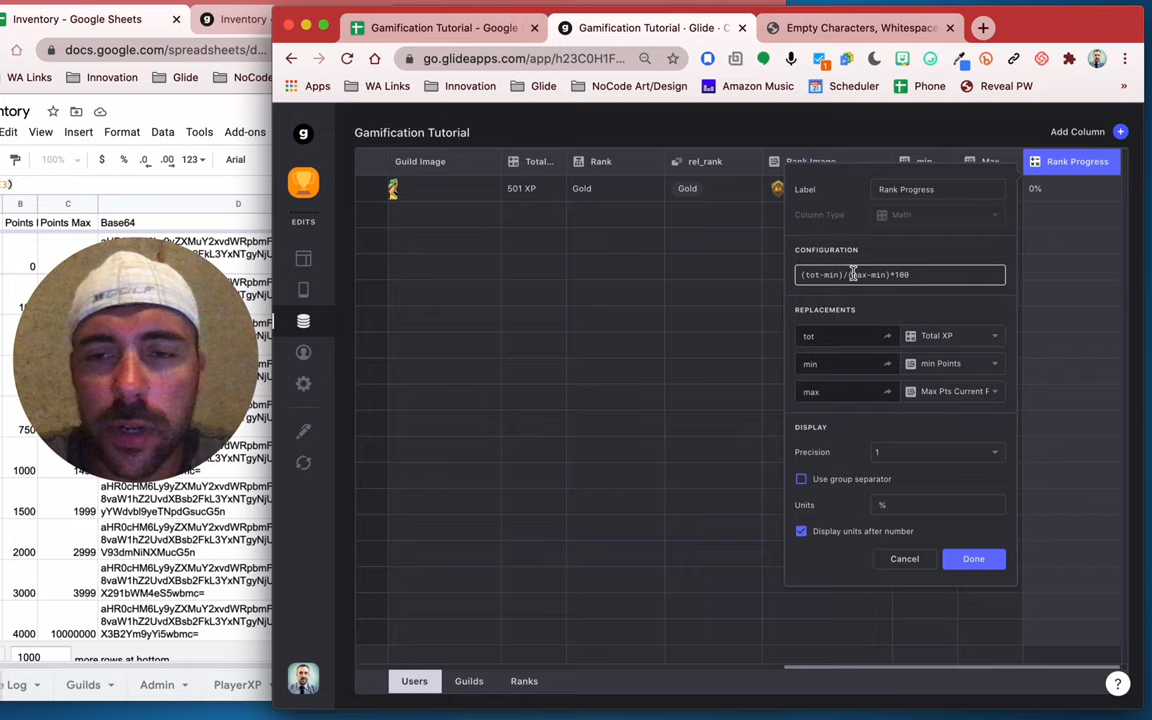 Inventory - Google Sheets
Inventory
Gamification Tutorial - Google
Gamification Tutorial · Glide ·
Empty Characters, Whitespace
docs.google.com/spreadsheets/d...
go.glideapps.com/app/h23C0H1F...
WA Links
Innovation
Glide
NoCode
Apps
WA Links
Innovation
Glide
NoCode Art/Design
Amazon Music
Scheduler
Phone
Reveal PW
»
ntory
dit
View
Insert
Format
Data
Tools
Add-ons
100%
$
%
.0
.00
123
Arial
B
C
D
Points
Points Max
Base64
0
aHR0cHM6Ly9yZXMuY2xvdWRpbmF
750
1000
1500
1999
yYWdvbl9yeTNpdGsucG5n
2000
2999
V93dmNiNXMucG5n
3000
3999
X291bWM4eS5wbmc=
4000
10000000
X3B2Ym9yYi5wbmc=
1000
more rows at bottom.
e Log
Guilds
Admin
PlayerXP
g
EDITS
Gamification Tutorial
Add Column
Guild Image
Total...
Rank
rel_rank
Rank Image
min
Max
Rank Progress
501 XP
Gold
Gold
0%
Label
Rank Progress
Column Type
Math
CONFIGURATION
(tot-min)/(max-min)*100
REPLACEMENTS
tot
Total XP
min
min Points
max
Max Pts Current F
DISPLAY
Precision
1
Use group separator
Units
%
Display units after number
Cancel
Done
Users
Guilds
Ranks
?